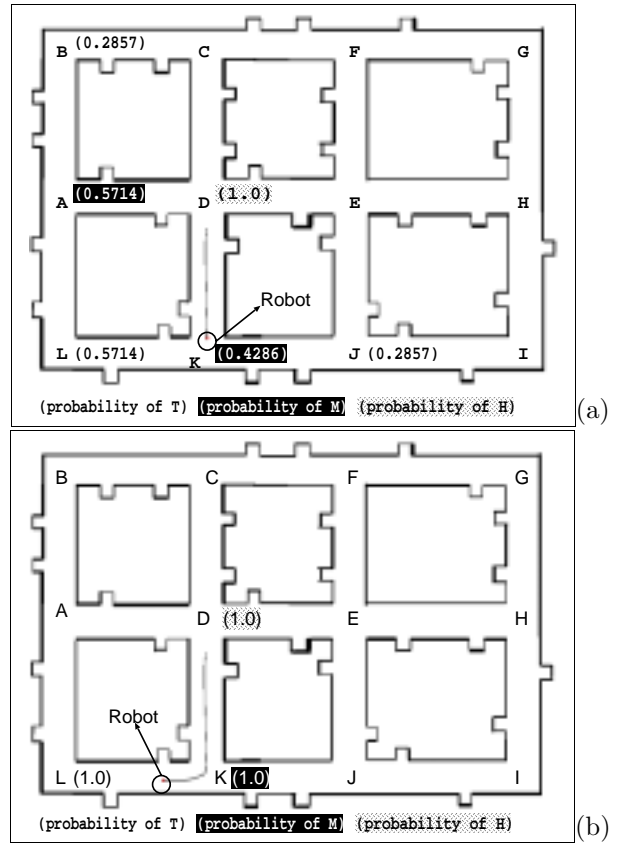 B (0.2857) C F G
(0.5714) (1.0)
A D E H
Robot
L (0.5714) K (0.4286) J (0.2857) I
(probability of T) (probability of M) (probability of H)
(a)
B C F G
A D (1.0) E H
Robot
L (1.0) K (1.0) J I
(probability of T) (probability of M) (probability of H)
(b)